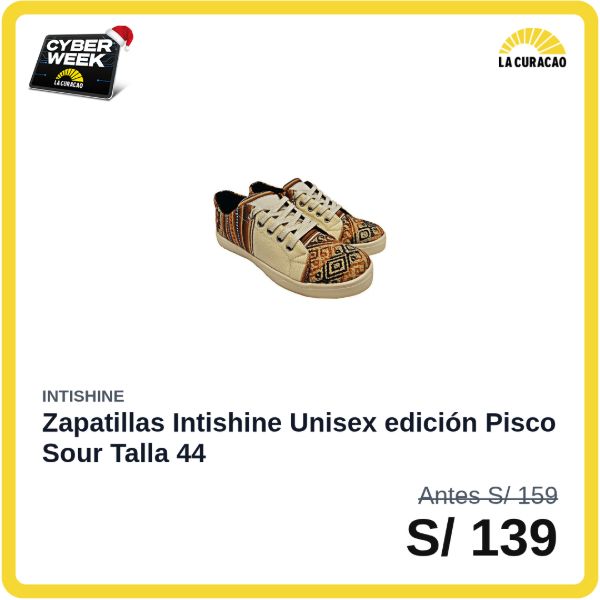 CYBER
WEEK
LA CURACAO
LA CURACAO
INTISHINE
Zapatillas Intishine Unisex edición Pisco
Sour Talla 44
Antes S/ 159
S/ 139